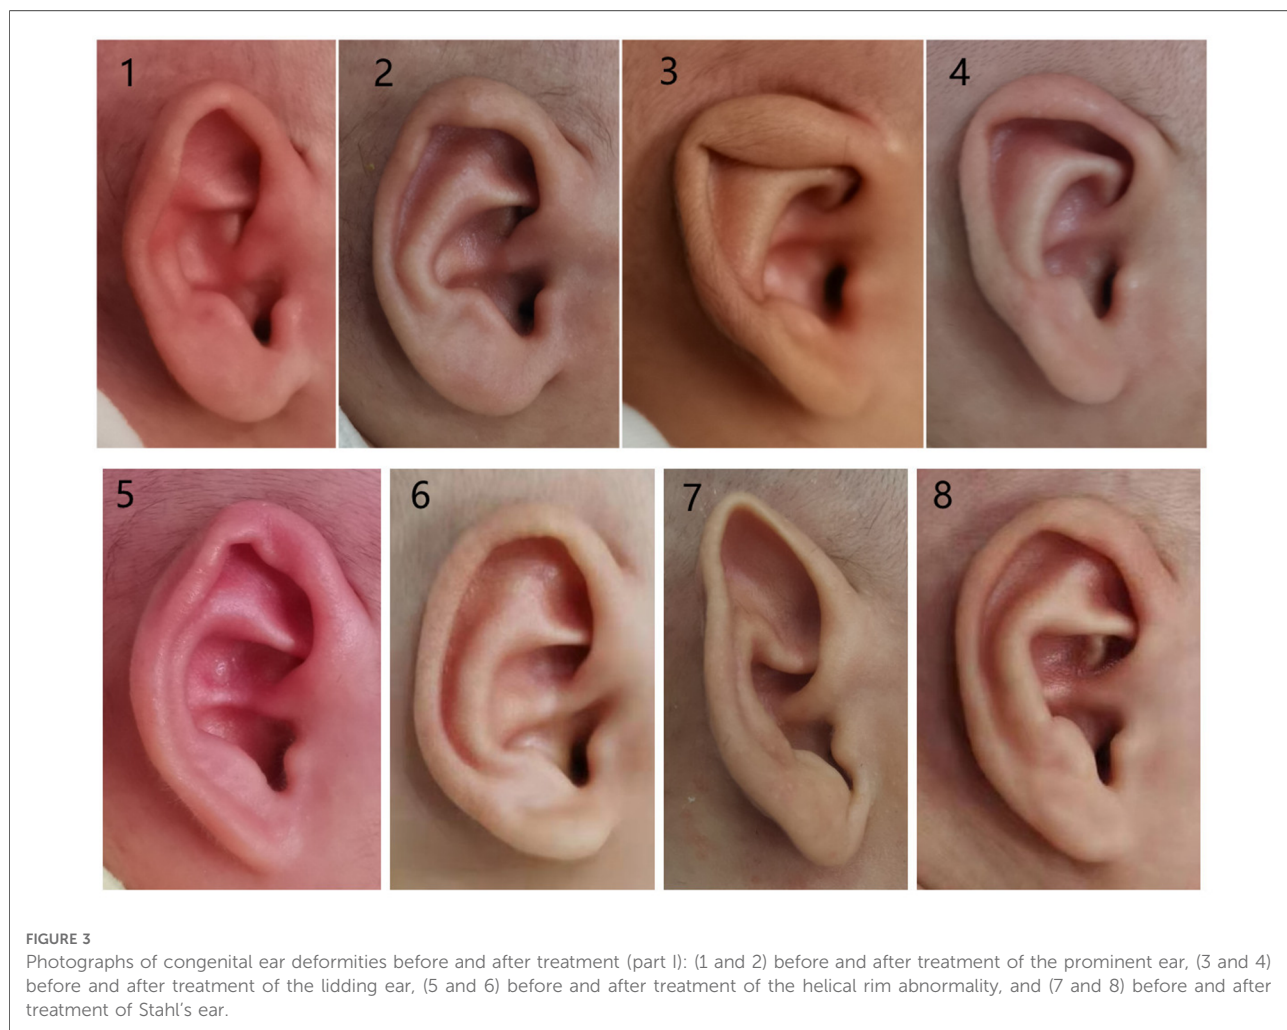 1 2 3 4
5 6 7 8
FIGURE 3
Photographs of congenital ear deformities before and after treatment (part I): (1 and 2) before and after treatment of the prominent ear, (3 and 4)
before and after treatment of the lidding ear, (5 and 6) before and after treatment of the helical rim abnormality, and (7 and 8) before and after
treatment of Stahl’s ear.